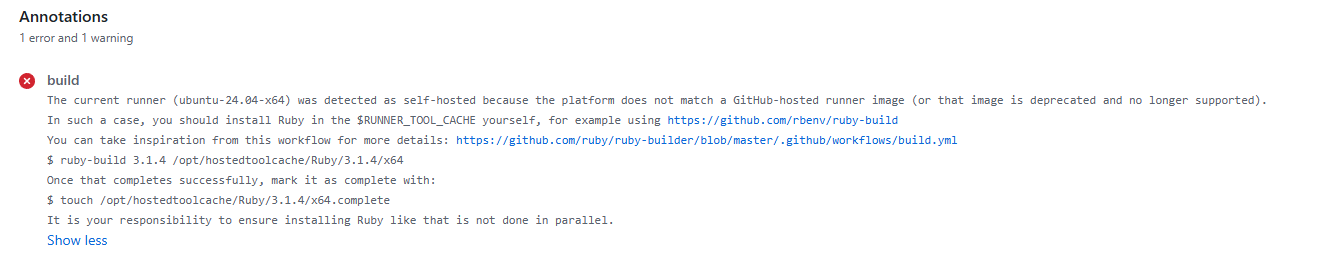 Annotations
1 error and 1 warning
build
The current runner (ubuntu-24.04-x64) was detected as self-hosted because the platform does not match a GitHub-hosted runner image (or that image is deprecated and no longer supported).
In such a case, you should install Ruby in the $RUNNER_TOOL_CACHE yourself, for example using https://github.com/rbenv/ruby-build
You can take inspiration from this workflow for more details: https://github.com/ruby/ruby-builder/blob/master/.github/workflows/build.yml
$ ruby-build 3.1.4 /opt/hostedtoolcache/Ruby/3.1.4/x64
Once that completes successfully, mark it as complete with:
$ touch /opt/hostedtoolcache/Ruby/3.1.4/x64.complete
It is your responsibility to ensure installing Ruby like that is not done in parallel.
Show less